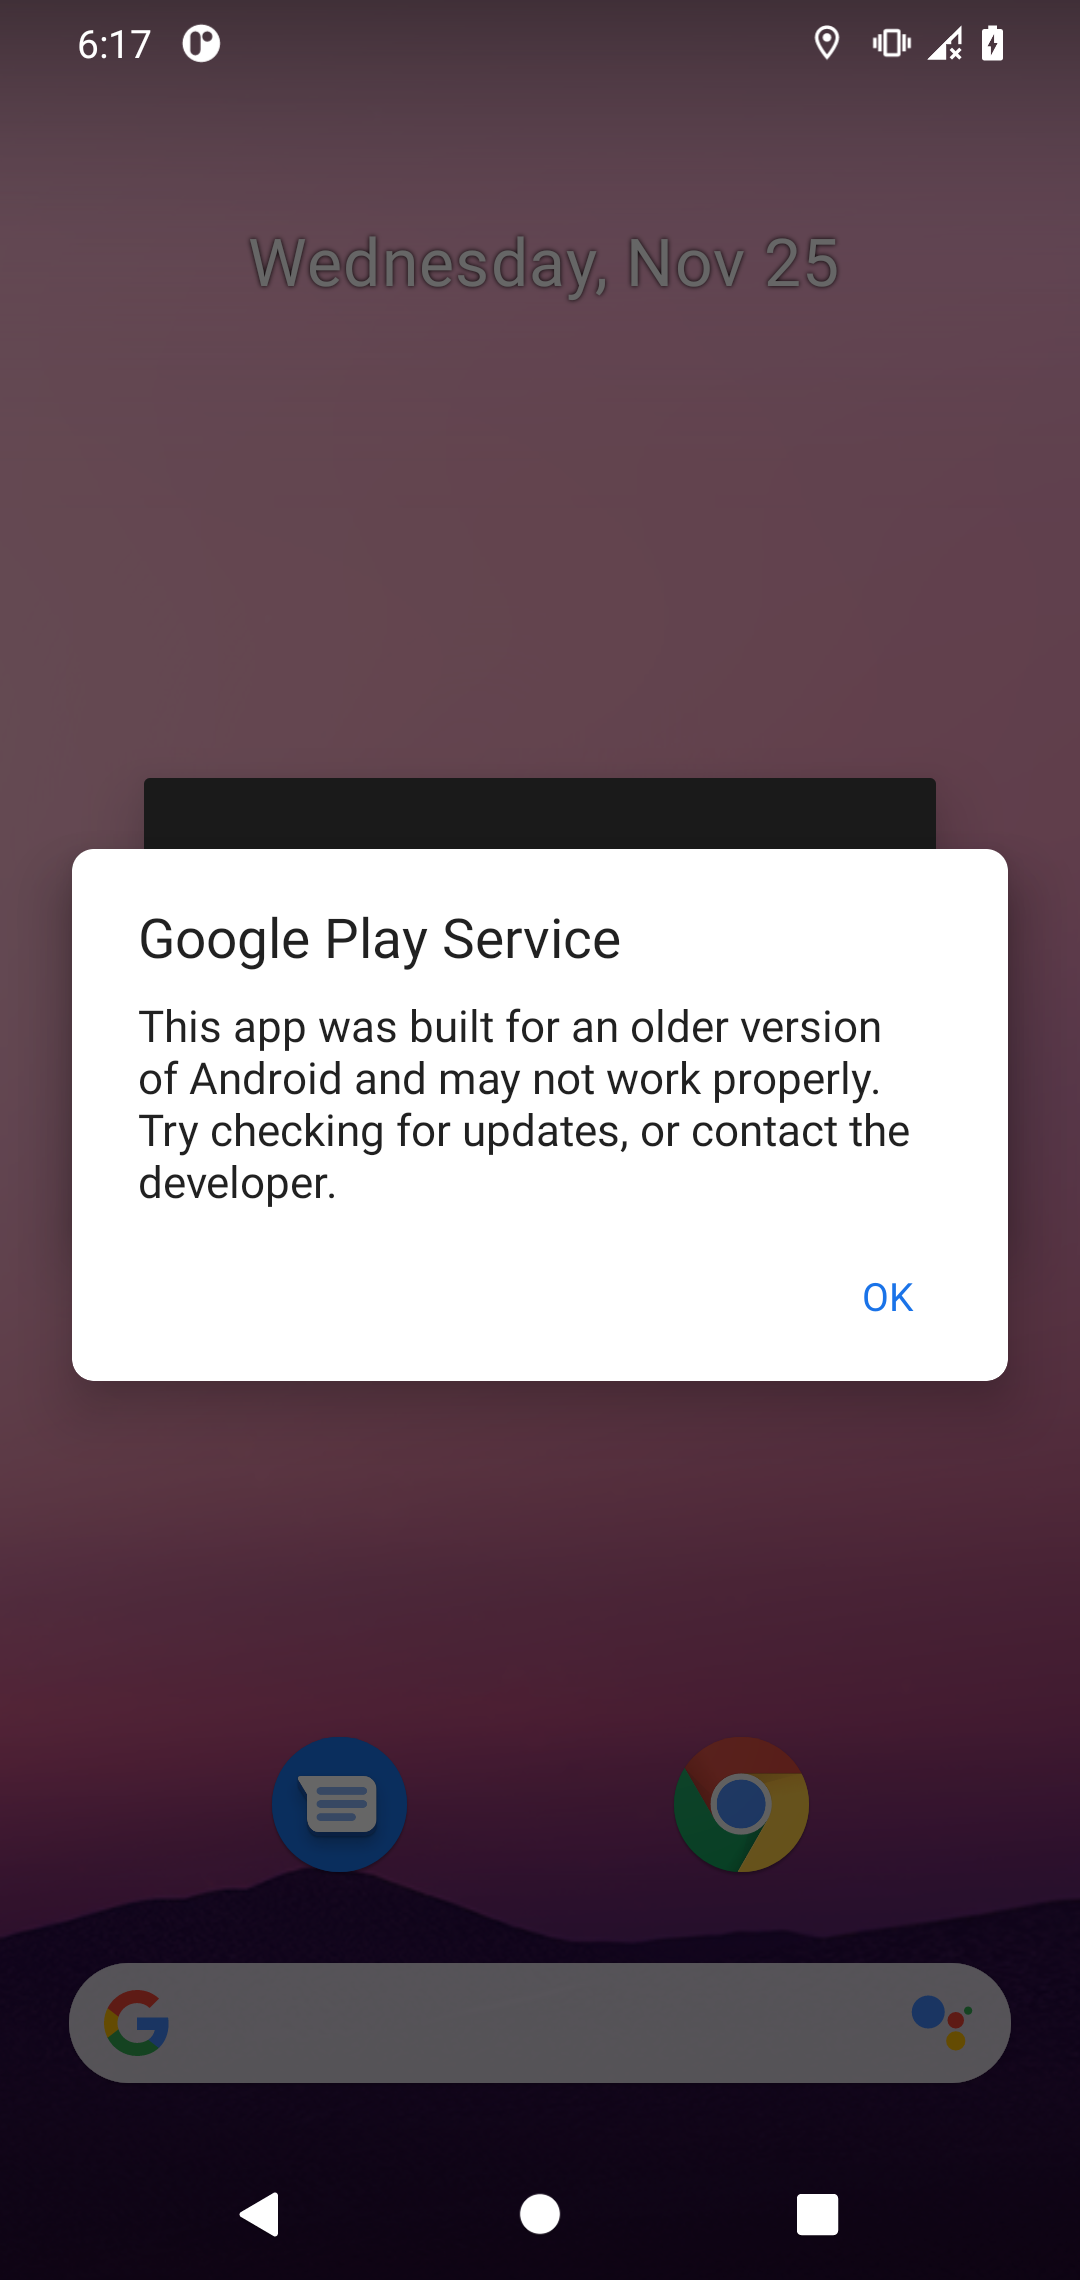 6:17
Wednesday, Nov 25
Google Play Service
This app was built for an older version
of Android and may not work properly.
Try checking for updates, or contact the
developer.
OK